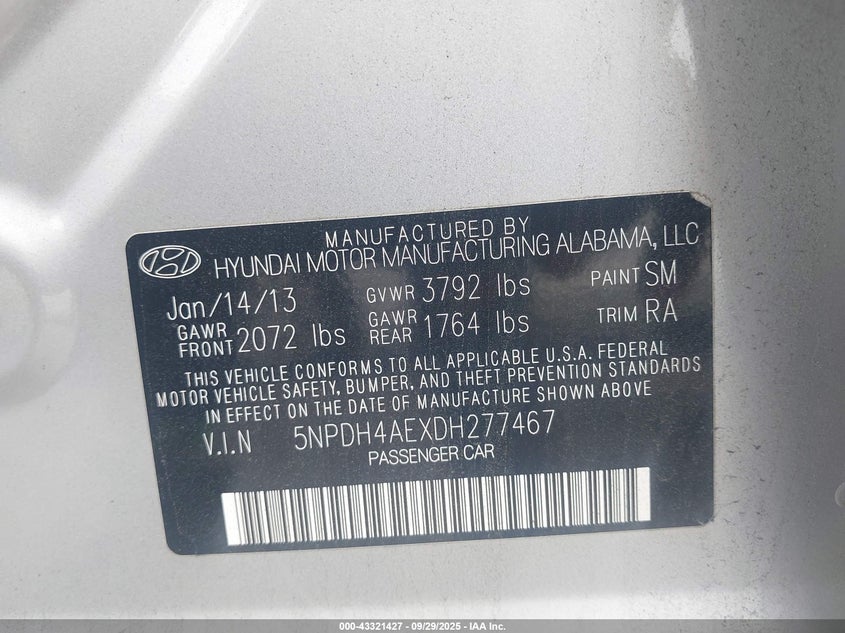 MANUFACTURED BY
HYUNDAI MOTOR MANUFACTURING ALABAMA, LLC
Jan/14/13 GVWR 3792 lbs PAINT SM
GAWR FRONT 2072 lbs GAWR REAR 1764 lbs TRIM RA
THIS VEHICLE CONFORMS TO ALL APPLICABLE U.S.A. FEDERAL
MOTOR VEHICLE SAFETY, BUMPER, AND THEFT PREVENTION STANDARDS
IN EFFECT ON THE DATE OF MANUFACTURE SHOWN ABOVE
V.I.N 5NPDH4AEXDH277467
PASSENGER CAR
000-43321427 - 09/29/2025 - IAA Inc.